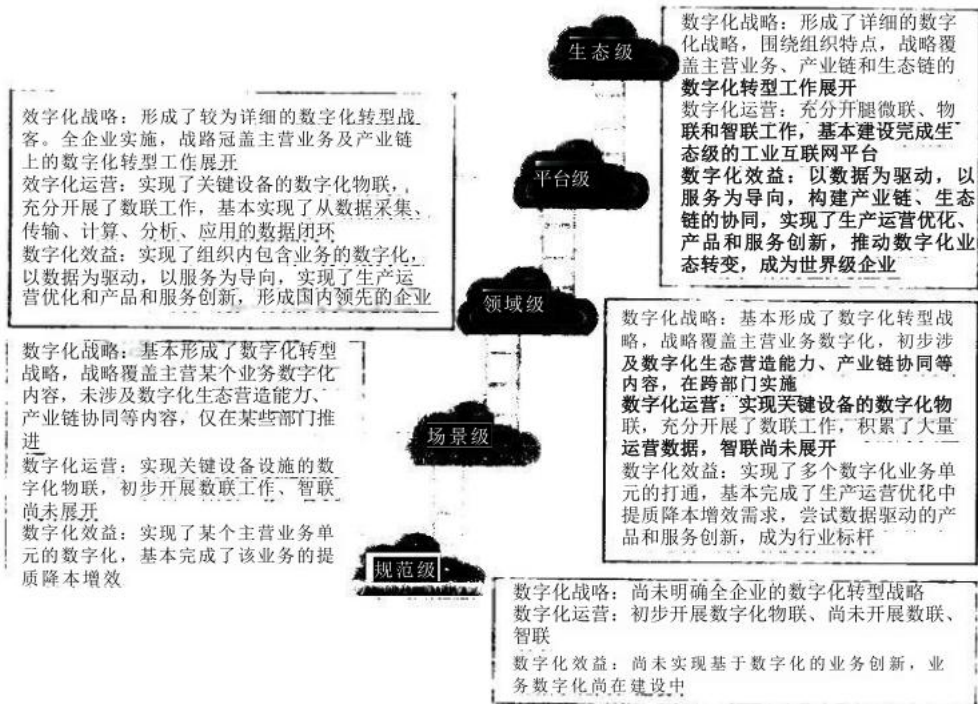 生态级
数字化战略：形成了详细的数字
化战略，围绕组织特点，战略覆
盖主营业务、产业链和生态链的
数字化转型工作展开
数字化运营：充分开腿微联、物
联和智联工作，基本建设完成生
态级的工业互联网平台
数字化效益：以数据为驱动，以
服务为导向，构建产业链、生态
链的协同，实现了生产运营优化、
产品和服务创新，推动数字化业
态转变，成为世界级企业
平台级
效字化战略：形成了较为详细的数字化转型战
客。全企业实施，战路冠盖主营业务及产业链
上的数字化转型工作展开
效字化运营：实现了关键设备的数字化物联，
充分开展了数联工作，基本实现了从数据采集、
传输、计算、分析、应用的数据闭环
数字化效益：实现了组织内包含业务的数字化，
以数据为驱动，以服务为导向，实现了生产运
营优化和产品和服务创新，形成国内领先的企业
领域级
数字化战略：基本形成了数字化转型战
略，战略覆盖主营业务数字化，初步涉
及数字化生态营造能力、产业链协同等
内容，在跨部门实施
数字化运营：实现关键设备的数字化物
联，充分开展了数联工作，积累了大量
运营数据，智联尚未展开
数字化效益：实现了多个数字化业务单
元的打通，基本完成了生产运营优化中
提质降本增效需求，尝试数据驱动的产
品和服务创新，成为行业标杆
场景级
数字化战略：基本形成了数字化转型
战略，战略覆盖主营某个业务数字化
内容，未涉及数字化生态营造能力、
产业链协同等内容，仅在某些部门推
进
数字化运营：实现关键设备设施的数
字化物联，初步开展数联工作、智联
尚未展开
数字化效益：实现了某个主营业务单
元的数字化，基本完成了该业务的提
质降本增效
规范级
数字化战略：尚未明确全企业的数字化转型战略
数字化运营：初步开展数字化物联、尚未开展数联、
智联
数字化效益：尚未实现基于数字化的业务创新，业
务数字化尚在建设中